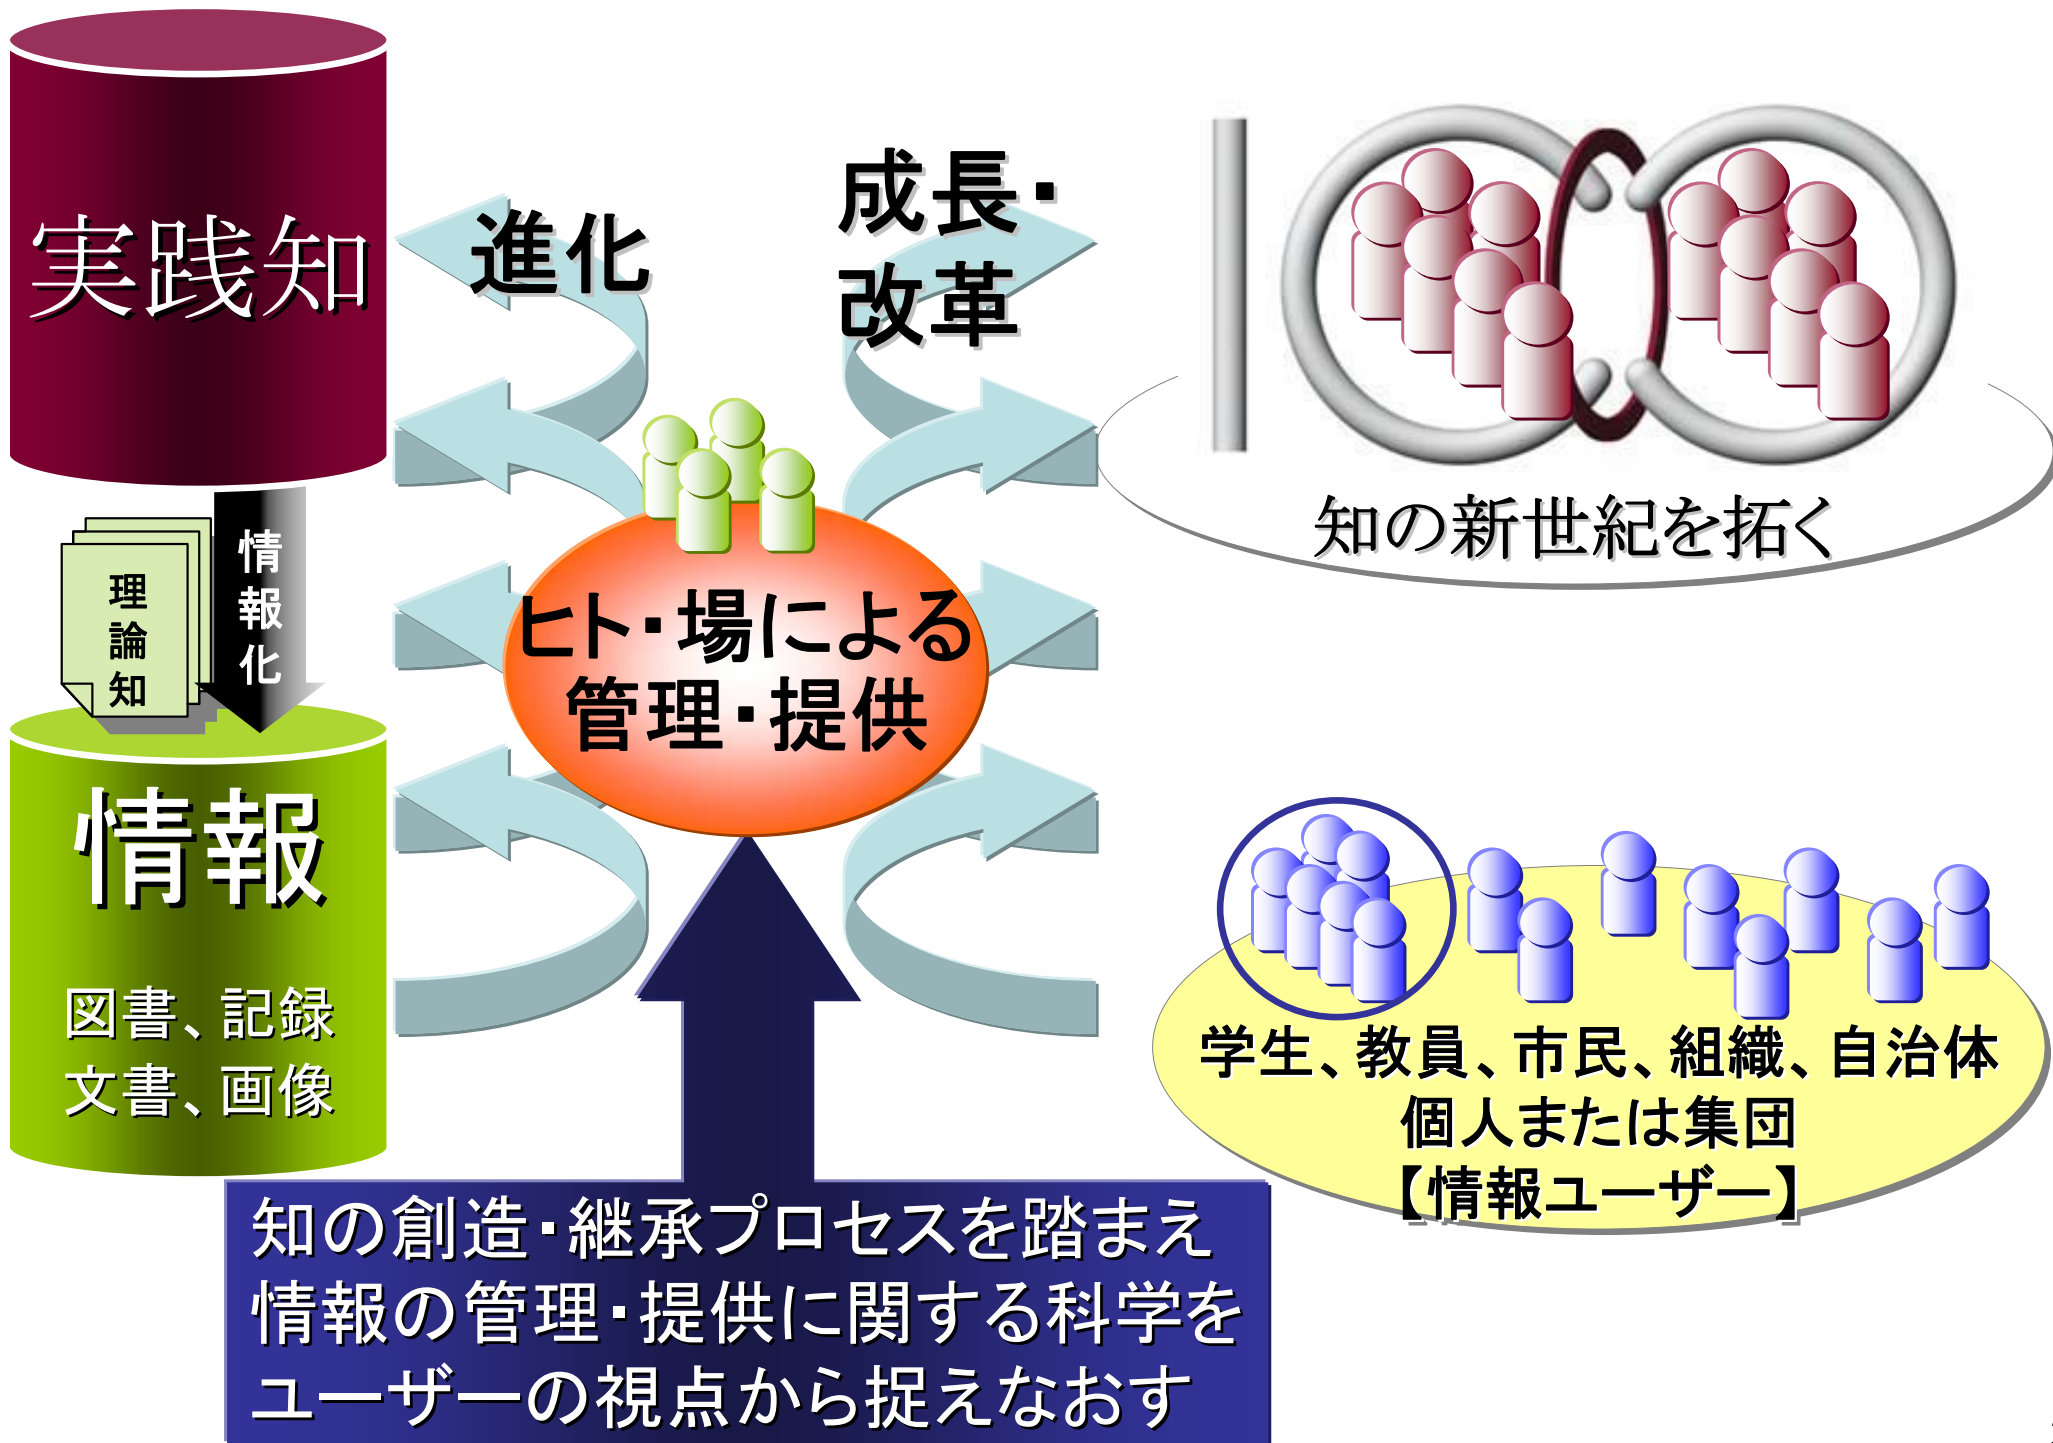 実践知
進化
成長・
改革
知の新世紀を拓く
情報化
理論知
ヒト・場による
管理・提供
情報
図書、記録
文書、画像
学生、教員、市民、組織、自治体
個人または集団
【情報ユーザー】
知の創造・継承プロセスを踏まえ
情報の管理・提供に関する科学を
ユーザーの視点から捉えなおす